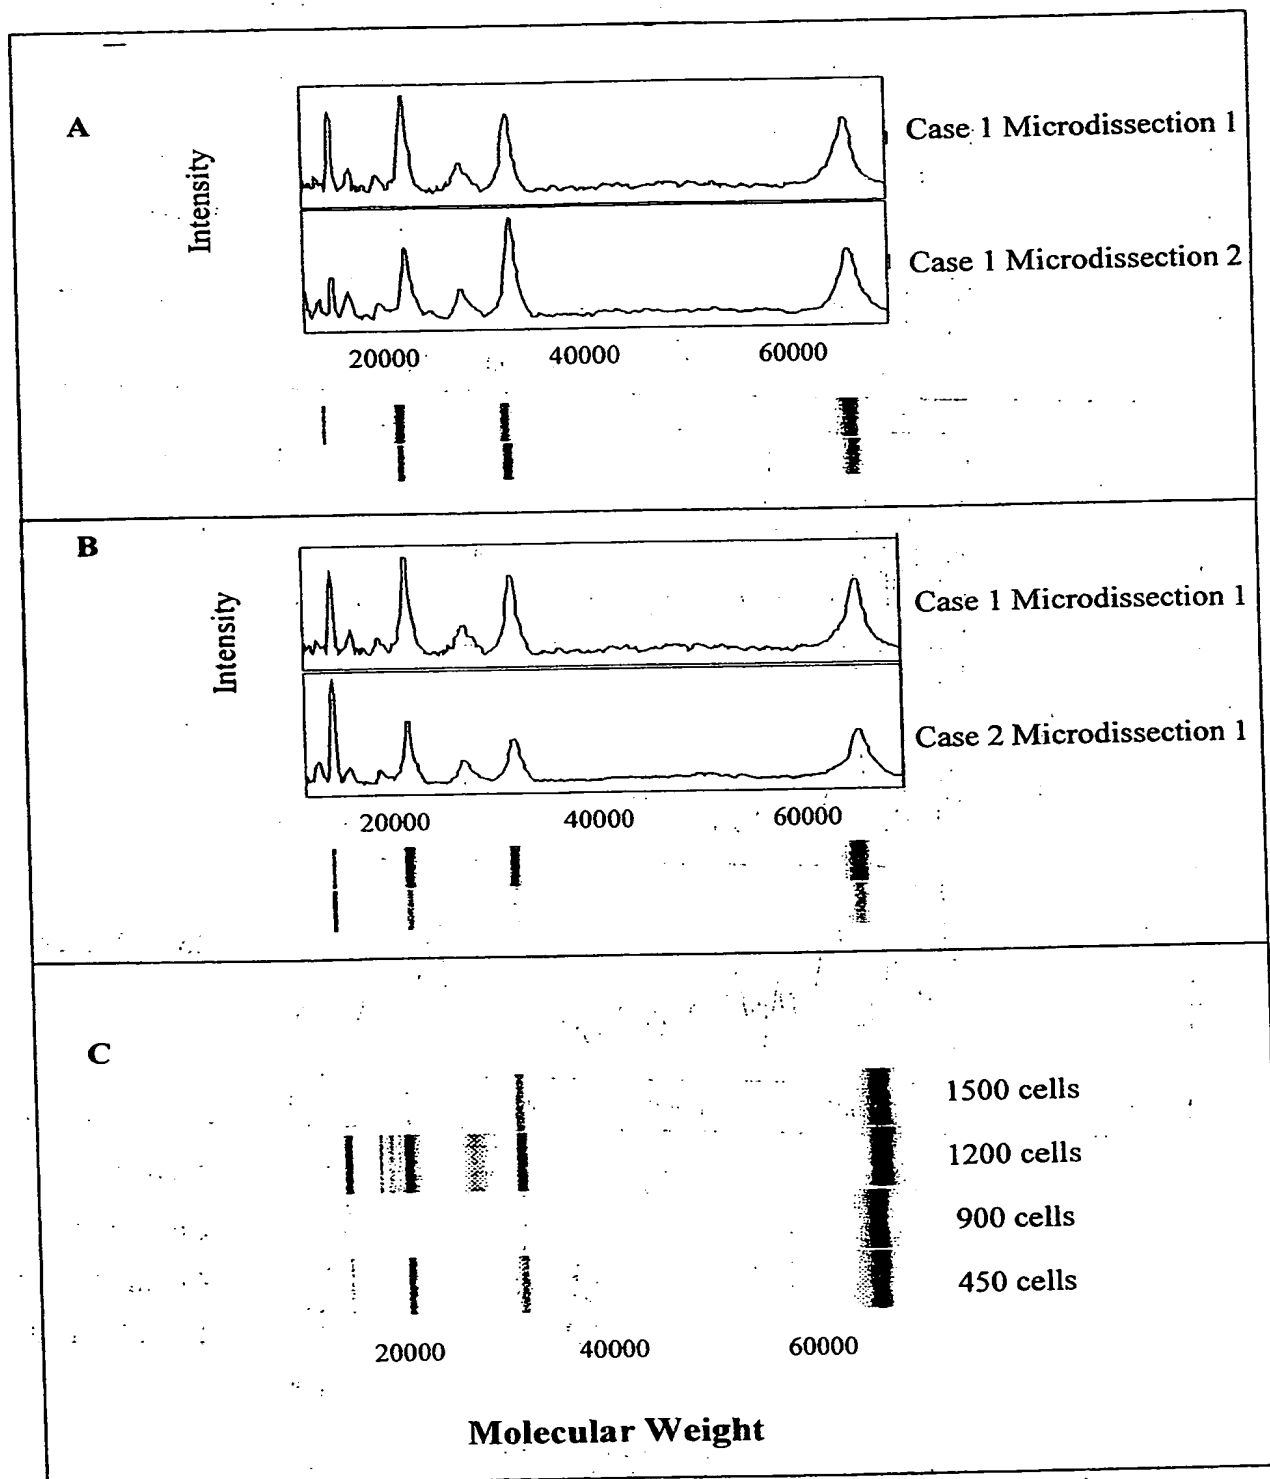 A
Intensity
Case 1 Microdissection 1
Case 1 Microdissection 2
20000 40000 60000
B
Intensity
Case 1 Microdissection 1
Case 2 Microdissection 1
20000 40000 60000
C
1500 cells
1200 cells
900 cells
450 cells
20000 40000 60000
Molecular Weight